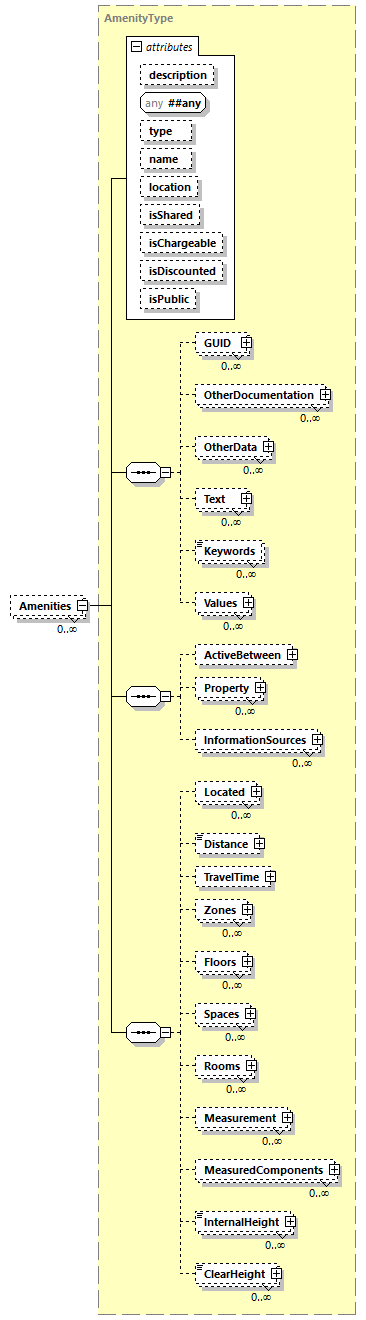 AmenityType
attributes
description
any ##any
type
name
location
isShared
isChargeable
isDiscounted
isPublic
GUID
0..∞
OtherDocumentation
0..∞
OtherData
0..∞
Text
0..∞
Keywords
0..∞
Values
0..∞
Amenities
0..∞
ActiveBetween
Property
0..∞
InformationSources
0..∞
Located
0..∞
Distance
TravelTime
Zones
0..∞
Floors
0..∞
Spaces
0..∞
Rooms
0..∞
Measurement
0..∞
MeasuredComponents
0..∞
InternalHeight
0..∞
ClearHeight
0..∞